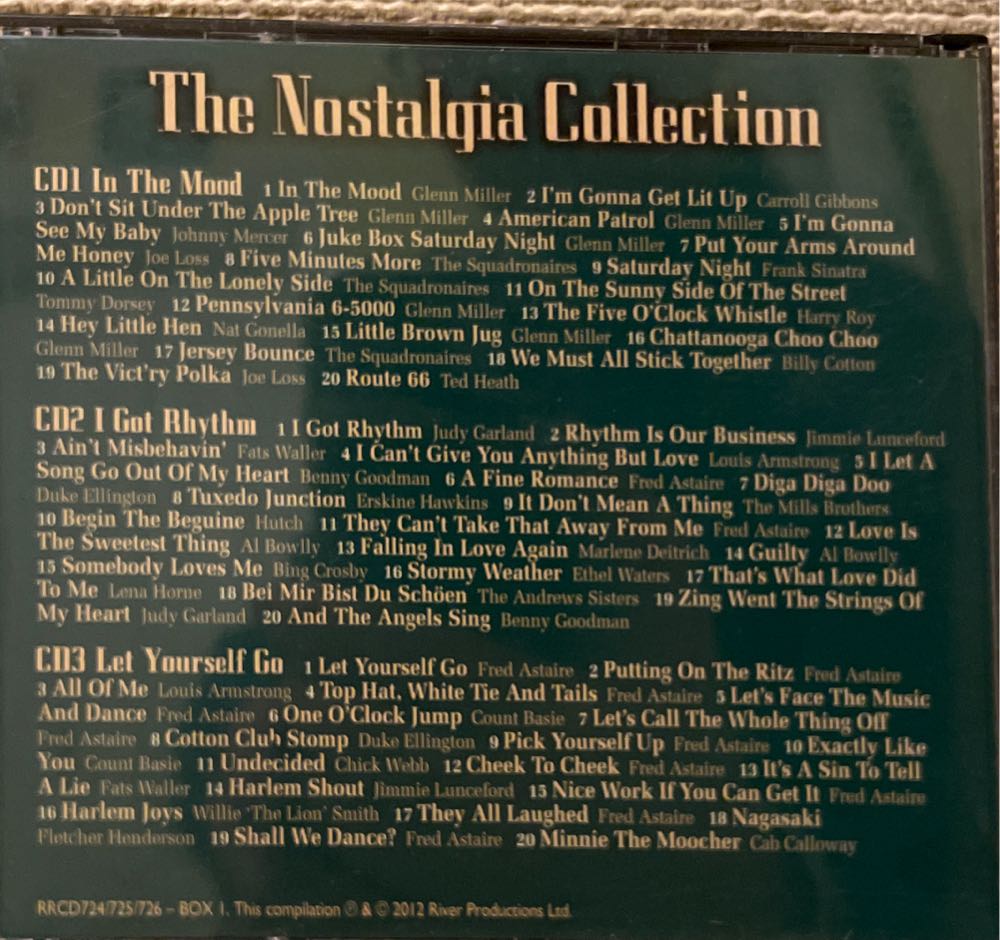 The Nostalgia Collection
CD1 In The Mood 1 In The Mood Glenn Miller 2 I'm Gonna Get Lit Up Carroll Gibbons
3 Don't Sit Under The Apple Tree Glenn Miller 4 American Patrol Glenn Miller 5 I'm Gonna
See My Baby Johnny Mercer 6 Juke Box Saturday Night Glenn Miller 7 Put Your Arms Around
Me Honey Joe Loss 8 Five Minutes More The Squadronaires 9 Saturday Night Frank Sinatra
10 A Little On The Lonely Side The Squadronaires 11 On The Sunny Side Of The Street
Tommy Dorsey 12 Pennsylvania 6-5000 Glenn Miller 13 The Five O'Clock Whistle Harry Roy
14 Hey Little Hen Nat Gonella 15 Little Brown Jug Glenn Miller 16 Chattanooga Choo Choo
Glenn Miller 17 Jersey Bounce The Squadronaires 18 We Must All Stick Together Billy Cotton
19 The Vict'ry Polka Joe Loss 20 Route 66 Ted Heath
CD2 I Got Rhythm 1 I Got Rhythm Judy Garland 2 Rhythm Is Our Business Jimmie Lunceford
3 Ain't Misbehavin' Fats Waller 4 I Can't Give You Anything But Love Louis Armstrong 5 I Let A
Song Go Out Of My Heart Benny Goodman 6 A Fine Romance Fred Astaire 7 Diga Diga Doo
Duke Ellington 8 Tuxedo Junction Erskine Hawkins 9 It Don't Mean A Thing The Mills Brothers
10 Begin The Beguine Hutch 11 They Can't Take That Away From Me Fred Astaire 12 Love Is
The Sweetest Thing Al Bowlly 13 Falling In Love Again Marlene Deitrich 14 Guilty Al Bowlly
15 Somebody Loves Me Bing Crosby 16 Stormy Weather Ethel Waters 17 That's What Love Did
To Me Lena Horne 18 Bei Mir Bist Du Schöen The Andrews Sisters 19 Zing Went The Strings Of
My Heart Judy Garland 20 And The Angels Sing Benny Goodman
CD3 Let Yourself Go 1 Let Yourself Go Fred Astaire 2 Putting On The Ritz Fred Astaire
3 All Of Me Louis Armstrong 4 Top Hat, White Tie And Tails Fred Astaire 5 Let's Face The Music
And Dance Fred Astaire 6 One O'Clock Jump Count Basie 7 Let's Call The Whole Thing Off
Fred Astaire 8 Cotton Club Stomp Duke Ellington 9 Pick Yourself Up Fred Astaire 10 Exactly Like
You Count Basie 11 Undecided Chick Webb 12 Cheek To Cheek Fred Astaire 13 It's A Sin To Tell
A Lie Fats Waller 14 Harlem Shout Jimmie Lunceford 15 Nice Work If You Can Get It Fred Astaire
16 Harlem Joys Willie 'The Lion' Smith 17 They All Laughed Fred Astaire 18 Nagasaki
Fletcher Henderson 19 Shall We Dance? Fred Astaire 20 Minnie The Moocher Cab Calloway
RRCD724/725/726 – BOX 1. This compilation ℗ & © 2012 River Productions Ltd.